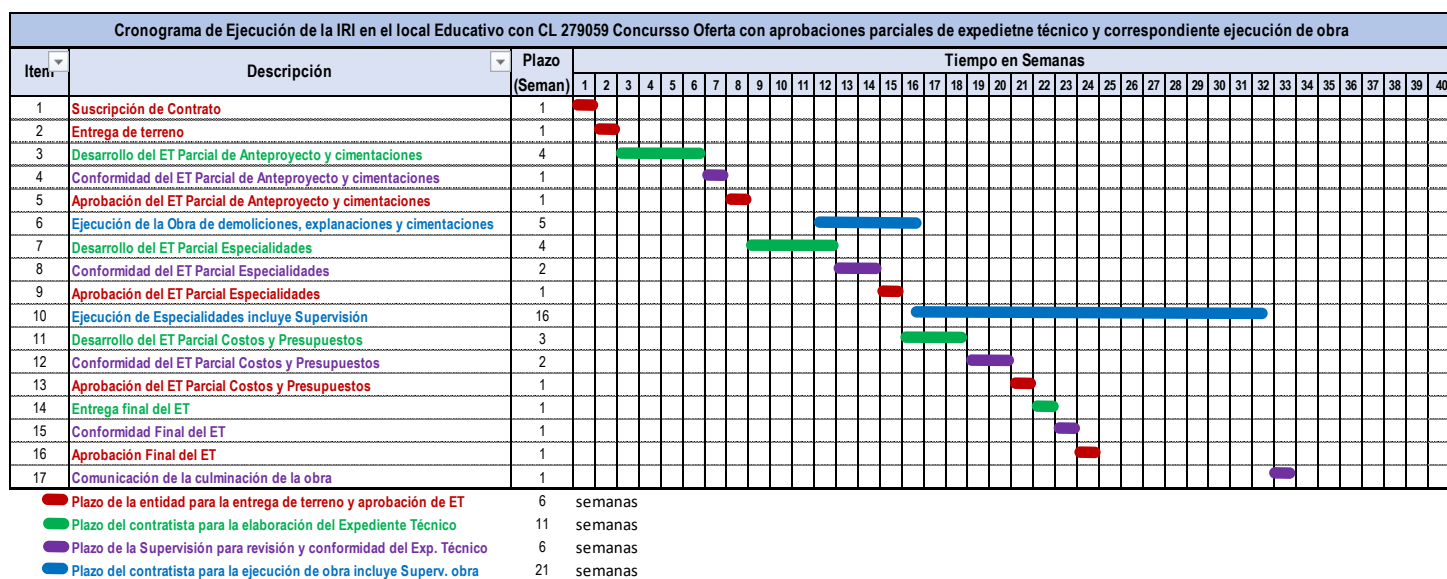 Cronograma de Ejecución de la IRI en el local Educativo con CL 279059 Concursso Oferta con aprobaciones parciales de expedietne técnico y correspondiente ejecución de obra
Item Descripción Plazo (Seman) Tiempo en Semanas
1 2 3 4 5 6 7 8 9 10 11 12 13 14 15 16 17 18 19 20 21 22 23 24 25 26 27 28 29 30 31 32 33 34 35 36 37 38 39 40
1 Suscripción de Contrato 1
2 Entrega de terreno 1
3 Desarrollo del ET Parcial de Anteproyecto y cimentaciones 4
4 Conformidad del ET Parcial de Anteproyecto y cimentaciones 1
5 Aprobación del ET Parcial de Anteproyecto y cimentaciones 1
6 Ejecución de la Obra de demoliciones, explanaciones y cimentaciones 5
7 Desarrollo del ET Parcial Especialidades 4
8 Conformidad del ET Parcial Especialidades 2
9 Aprobación del ET Parcial Especialidades 1
10 Ejecución de Especialidades incluye Supervisión 16
11 Desarrollo del ET Parcial Costos y Presupuestos 3
12 Conformidad del ET Parcial Costos y Presupuestos 2
13 Aprobación del ET Parcial Costos y Presupuestos 1
14 Entrega final del ET 1
15 Conformidad Final del ET 1
16 Aprobación Final del ET 1
17 Comunicación de la culminación de la obra 1
Plazo de la entidad para la entrega de terreno y aprobación de ET 6 semanas
Plazo del contratista para la elaboración del Expediente Técnico 11 semanas
Plazo de la Supervisión para revisión y conformidad del Exp. Técnico 6 semanas
Plazo del contratista para la ejecución de obra incluye Superv. obra 21 semanas